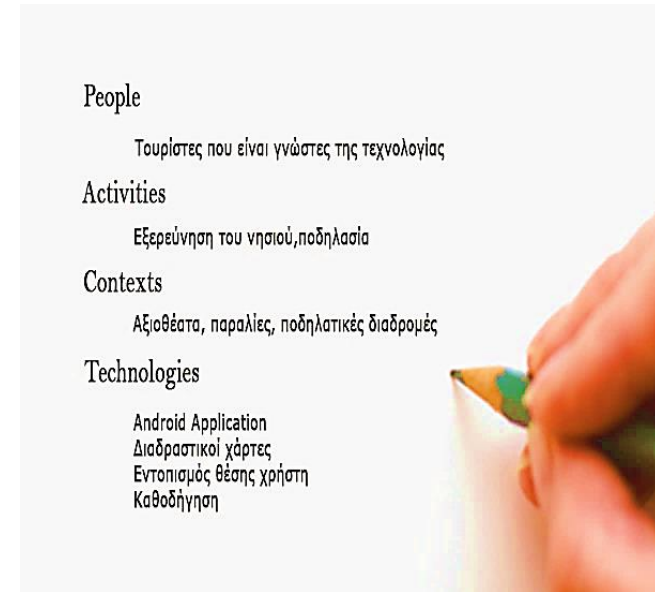 People
Τουρίστες που είναι γνώστες της τεχνολογίας
Activities
Εξερεύνηση του νησιού,ποδηλασία
Contexts
Αξιοθέατα, παραλίες, ποδηλατικές διαδρομές
Technologies
Android Application
Διαδραστικοί χάρτες
Εντοπισμός θέσης χρήστη
Καθοδήγηση